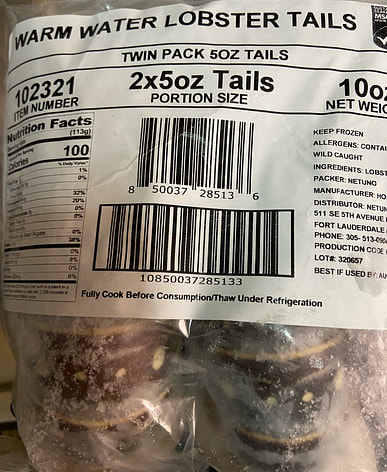 WARM WATER LOBSTER TAILS
TWIN PACK 5OZ TAILS
102321
ITEM NUMBER
2x5oz Tails
PORTION SIZE
10oz
NET WEIG
Nutrition Facts
(113g)
Calories 100
% Daily Value*
1%
0%
32%
20%
0%
0%
38%
0%
8%
0%
6%
8 50037 28513 6
10850037285133
Fully Cook Before Consumption/Thaw Under Refrigeration
KEEP FROZEN
ALLERGENS: CONTAI
WILD CAUGHT
INGREDIENTS: LOBST
PACKER: NETUNO
MANUFACTURER: HO
DISTRIBUTOR: NETUN
511 SE 5TH AVENUE
FORT LAUDERDALE
PHONE: 305-513-090
PRODUCTION CODE
LOT#: 320657
BEST IF USED BY: AU